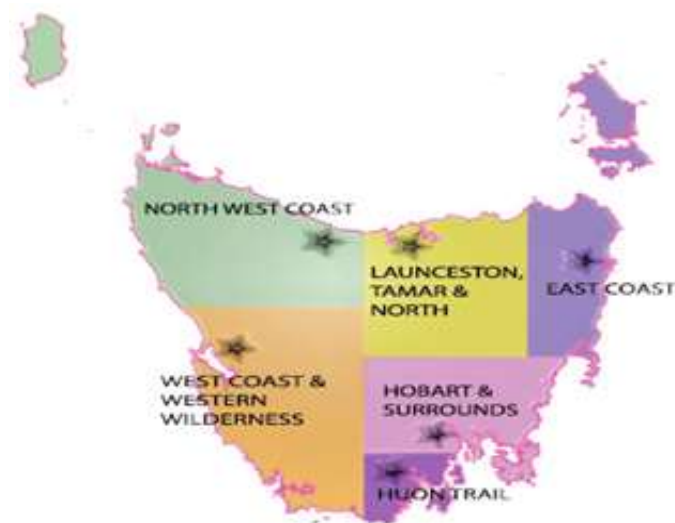 NORTH WEST COAST
LAUNCESTON,
TAMAR &
NORTH
EAST COAST
WEST COAST &
WESTERN
WILDERNESS
HOBART &
SURROUNDS
HUON TRAIL